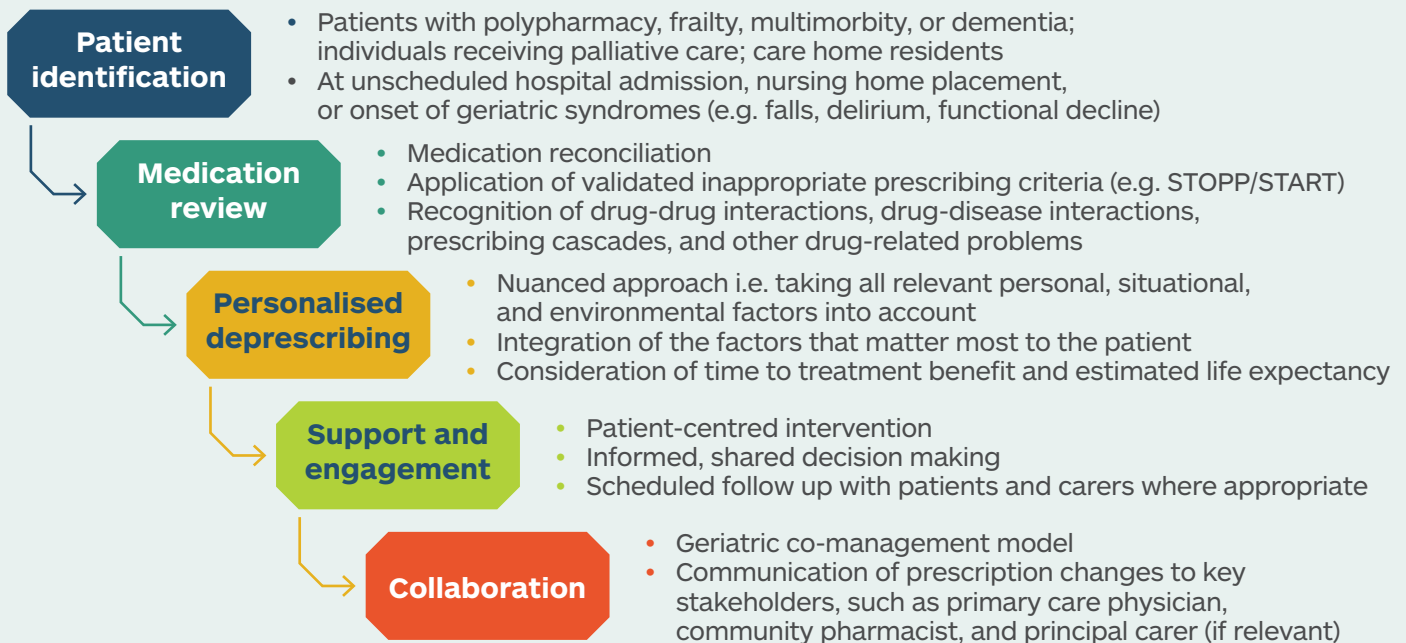 Patient
identification
• Patients with polypharmacy, frailty, multimorbity, or dementia;
individuals receiving palliative care; care home residents
• At unscheduled hospital admission, nursing home placement,
or onset of geriatric syndromes (e.g. falls, delirium, functional decline)
Medication
review
• Medication reconciliation
• Application of validated inappropriate prescribing criteria (e.g. STOPP/START)
• Recognition of drug-drug interactions, drug-disease interactions,
prescribing cascades, and other drug-related problems
Personalised
deprescribing
• Nuanced approach i.e. taking all relevant personal, situational,
and environmental factors into account
• Integration of the factors that matter most to the patient
• Consideration of time to treatment benefit and estimated life expectancy
Support and
engagement
• Patient-centred intervention
• Informed, shared decision making
• Scheduled follow up with patients and carers where appropriate
Collaboration
• Geriatric co-management model
• Communication of prescription changes to key
stakeholders, such as primary care physician,
community pharmacist, and principal carer (if relevant)